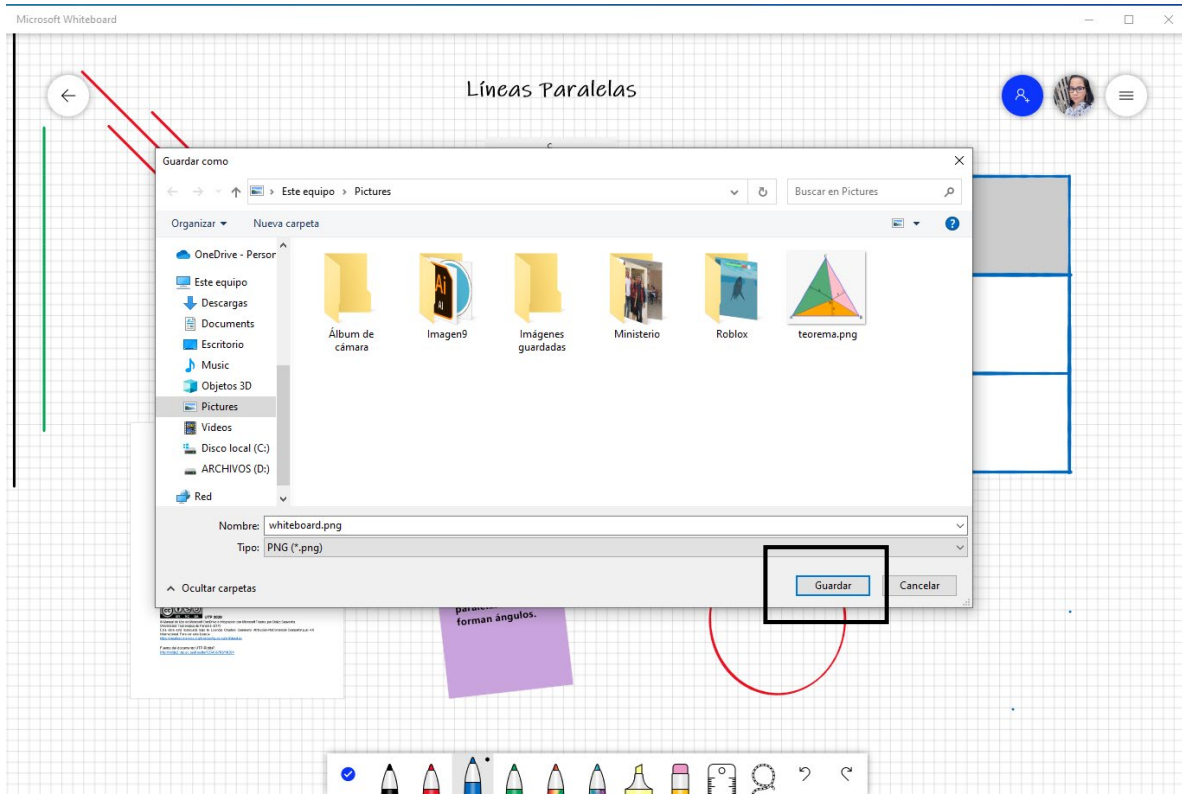 Microsoft Whiteboard
Líneas Paralelas
c
Guardar como
Este equipo > Pictures
Buscar en Pictures
Organizar
Nueva carpeta
OneDrive - Person
Este equipo
Descargas
Documents
Escritorio
Music
Objetos 3D
Pictures
Videos
Disco local (C:)
ARCHIVOS (D:)
Red
Ai
AI
Álbum de
cámara
Imagen9
Imágenes
guardadas
Ministerio
Roblox
teorema.png
Nombre: whiteboard.png
Tipo: PNG (*.png)
Ocultar carpetas
Guardar
Cancelar
forman ángulos.